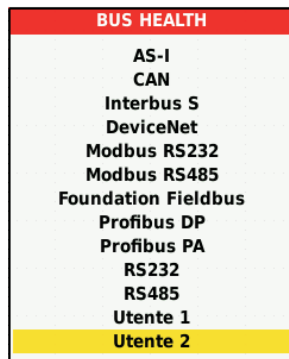 BUS HEALTH
AS-I
CAN
Interbus S
DeviceNet
Modbus RS232
Modbus RS485
Foundation Fieldbus
Profibus DP
Profibus PA
RS232
RS485
Utente 1
Utente 2